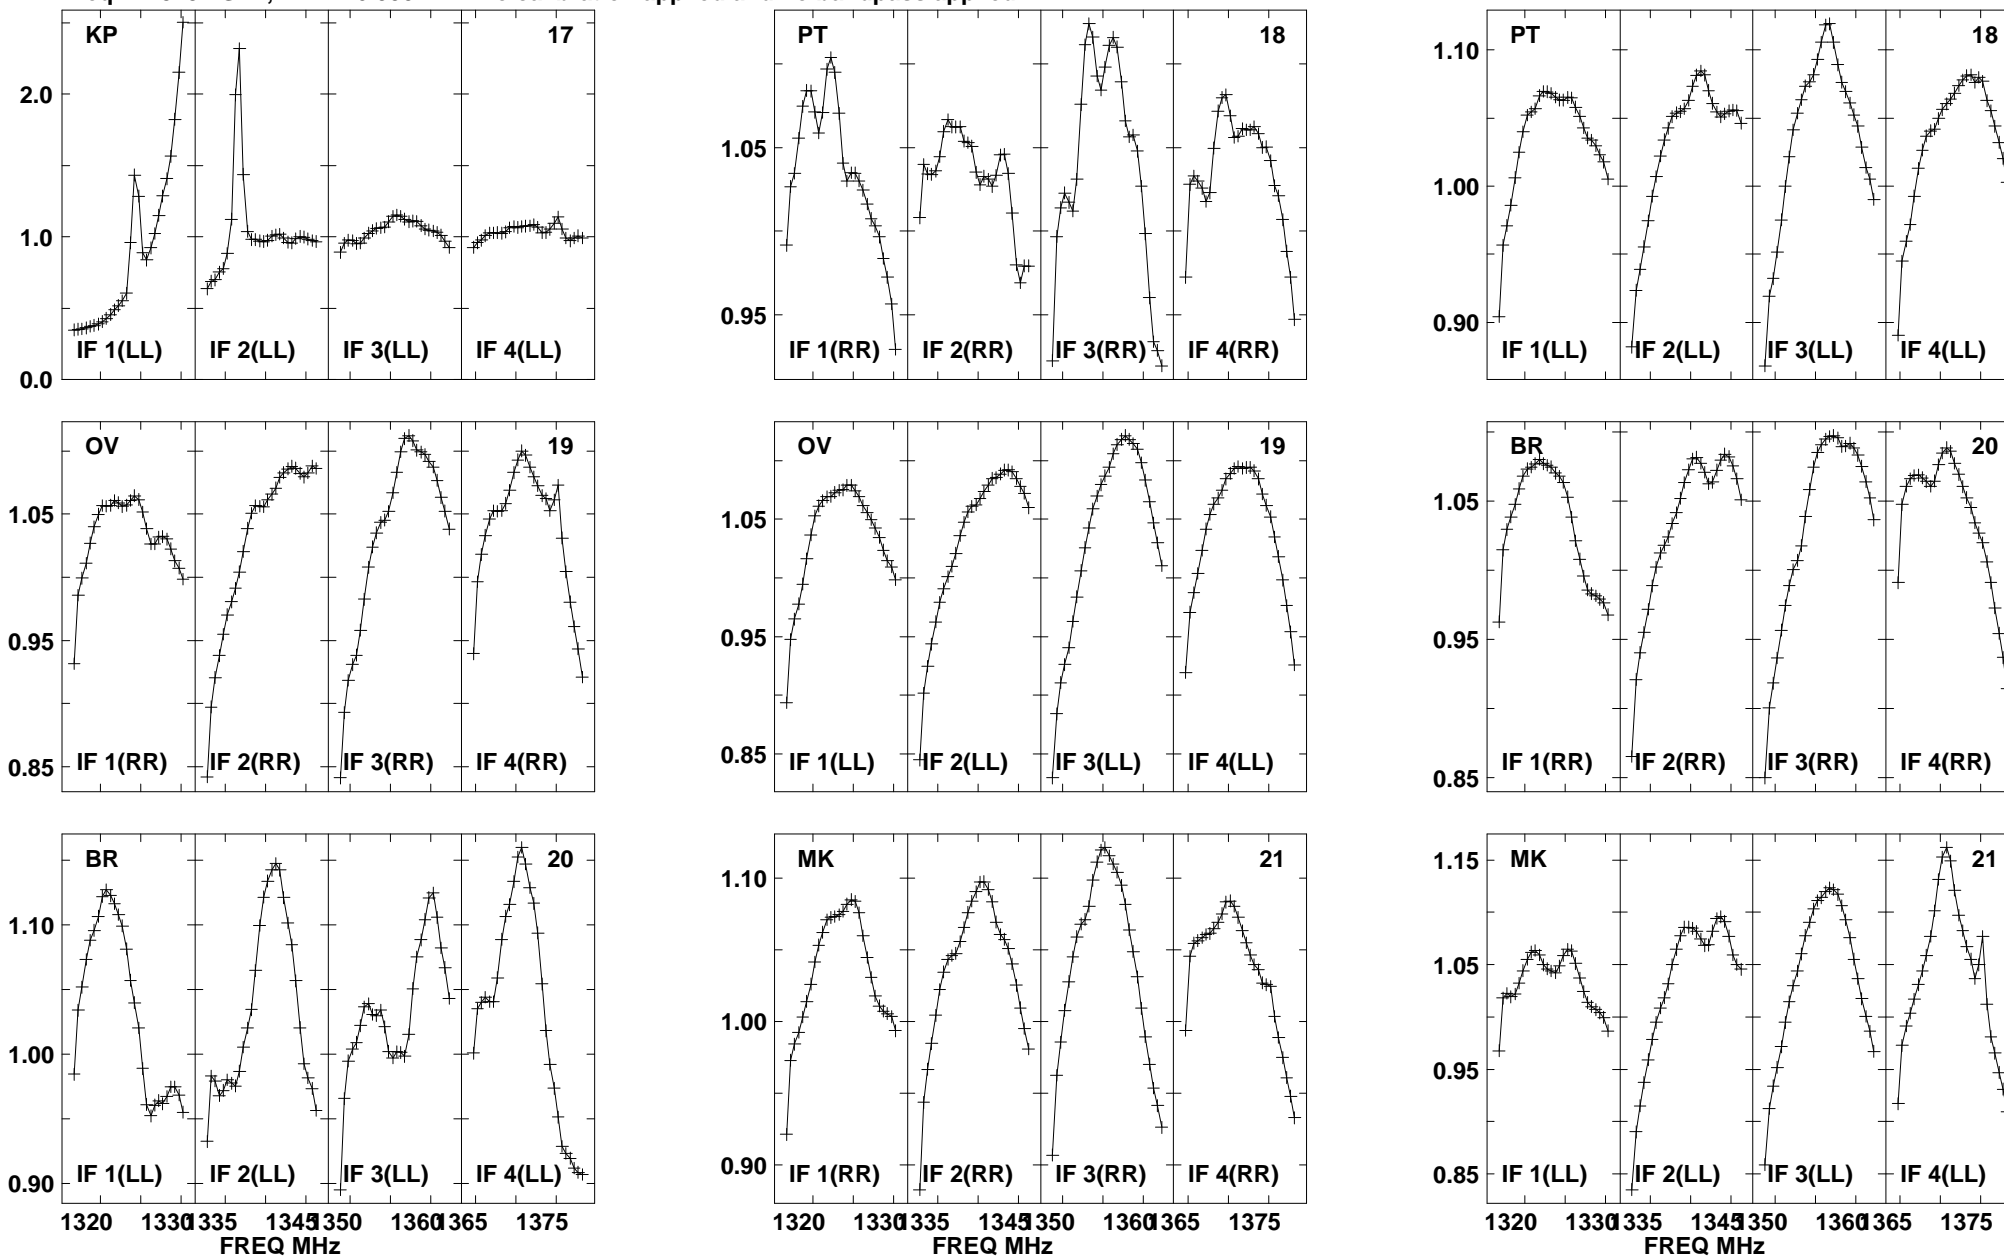 KP 17
2.0
1.0
0.0
IF 1(LL) IF 2(LL) IF 3(LL) IF 4(LL)
PT 18
1.05
0.95
IF 1(RR) IF 2(RR) IF 3(RR) IF 4(RR)
PT 18
1.10
1.00
0.90
IF 1(LL) IF 2(LL) IF 3(LL) IF 4(LL)
OV 19
1.05
0.95
0.85
IF 1(RR) IF 2(RR) IF 3(RR) IF 4(RR)
OV 19
1.05
0.95
0.85
IF 1(LL) IF 2(LL) IF 3(LL) IF 4(LL)
BR 20
1.05
0.95
0.85
IF 1(RR) IF 2(RR) IF 3(RR) IF 4(RR)
BR 20
1.10
1.00
0.90
IF 1(LL) IF 2(LL) IF 3(LL) IF 4(LL)
1320 1330 1335 1345 1350 1360 1365 1375
FREQ MHz
MK 21
1.10
1.00
0.90
IF 1(RR) IF 2(RR) IF 3(RR) IF 4(RR)
1320 1330 1335 1345 1350 1360 1365 1375
FREQ MHz
MK 21
1.15
1.05
0.95
0.85
IF 1(LL) IF 2(LL) IF 3(LL) IF 4(LL)
1320 1330 1335 1345 1350 1360 1365 1375
FREQ MHz